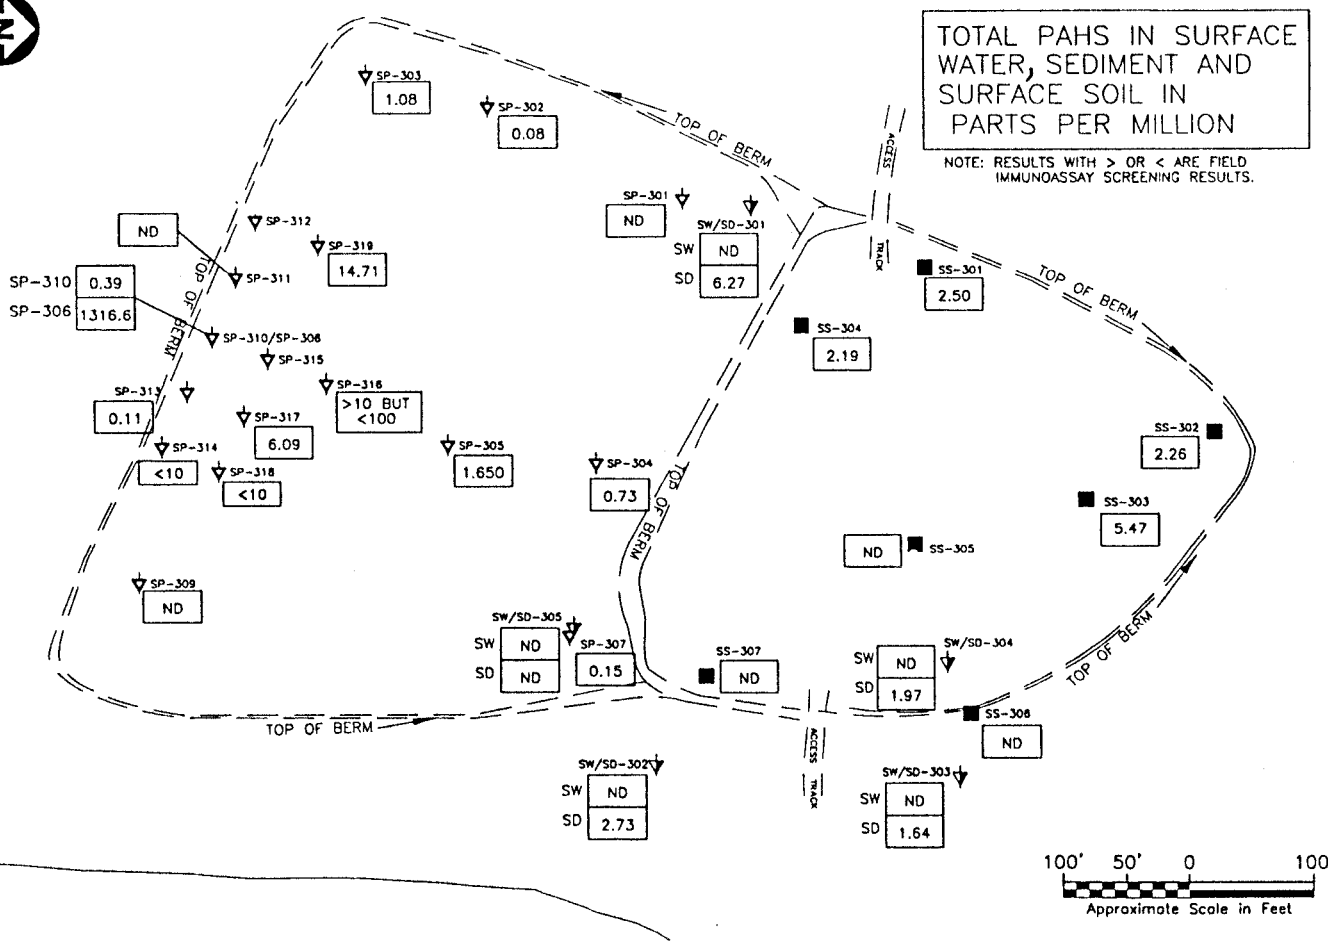 N
TOTAL PAHS IN SURFACE
WATER, SEDIMENT AND
SURFACE SOIL IN
PARTS PER MILLION
NOTE: RESULTS WITH > OR < ARE FIELD
IMMUNOASSAY SCREENING RESULTS.
SP-303
1.08
SP-302
0.08
TOP OF BERM
ACCESS
TRACK
SP-301
ND
SW/SD-301
SW
ND
SD
6.27
SP-312
ND
SP-319
14.71
SP-311
SP-310
0.39
SP-306
1316.6
TOP OF BERM
SP-310/SP-306
SP-315
SP-316
>10 BUT
<100
SP-313
0.11
SP-317
6.09
SP-314
<10
SP-318
<10
SP-305
1.650
SP-304
0.73
TOP OF BERM
SP-309
ND
SS-301
2.50
TOP OF BERM
SS-304
2.19
SS-302
2.26
SS-303
5.47
ND
SS-305
SW/SD-305
SW
ND
SD
ND
SP-307
0.15
SS-307
ND
SW/SD-304
SW
ND
SD
1.97
TOP OF BERM
SS-306
ND
TOP OF BERM
ACCESS
TRACK
SW/SD-302
SW
ND
SD
2.73
SW/SD-303
SW
ND
SD
1.64
100' 50' 0 100
Approximate Scale in Feet